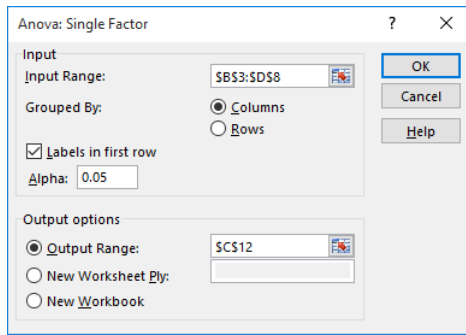 Anova: Single Factor ? ×
Input
Input Range: $B$3:$D$8
Grouped By: Columns
Rows
Labels in first row
Alpha: 0.05
Output options
Output Range: $C$12
New Worksheet Ply:
New Workbook
OK
Cancel
Help